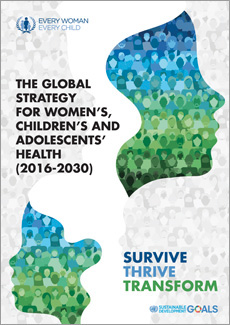 EVERY WOMAN
EVERY CHILD
THE GLOBAL
STRATEGY
FOR WOMEN'S,
CHILDREN'S AND
ADOLESCENTS'
HEALTH
(2016-2030)
SURVIVE
THRIVE
TRANSFORM
SUSTAINABLE
DEVELOPMENT
GOALS